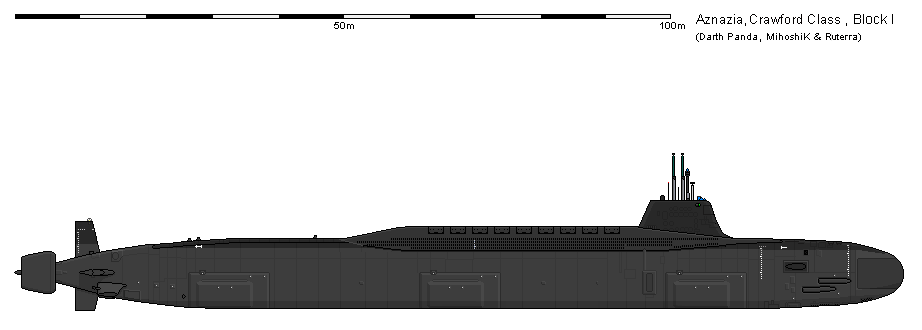 50m
100m
Aznazia, Crawford Class , Block I
(Darth Panda, MihoshiK & Ruterra)